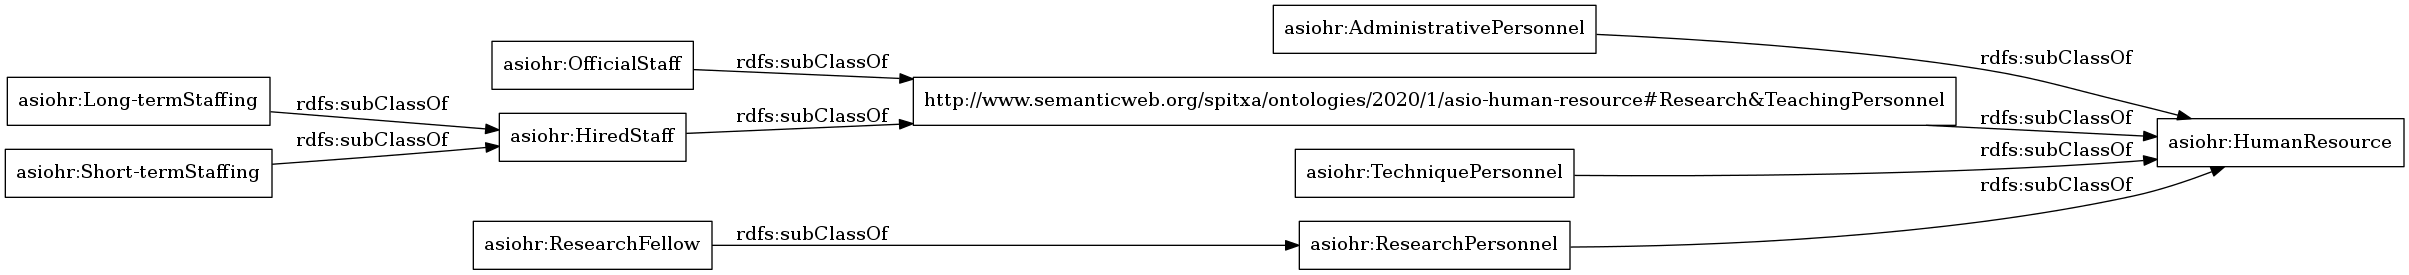 asiohr:AdministrativePersonnel
rdfs:subClassOf
asiohr:OfficialStaff
rdfs:subClassOf
asiohr:Long-termStaffing
rdfs:subClassOf
http://www.semanticweb.org/spitxa/ontologies/2020/1/asio-human-resource#Research&TeachingPersonnel
rdfs:subClassOf
rdfs:subClassOf
asiohr:HiredStaff
rdfs:subClassOf
asiohr:HumanResource
rdfs:subClassOf
asiohr:Short-termStaffing
asiohr:TechniquePersonnel
rdfs:subClassOf
asiohr:ResearchFellow
rdfs:subClassOf
asiohr:ResearchPersonnel